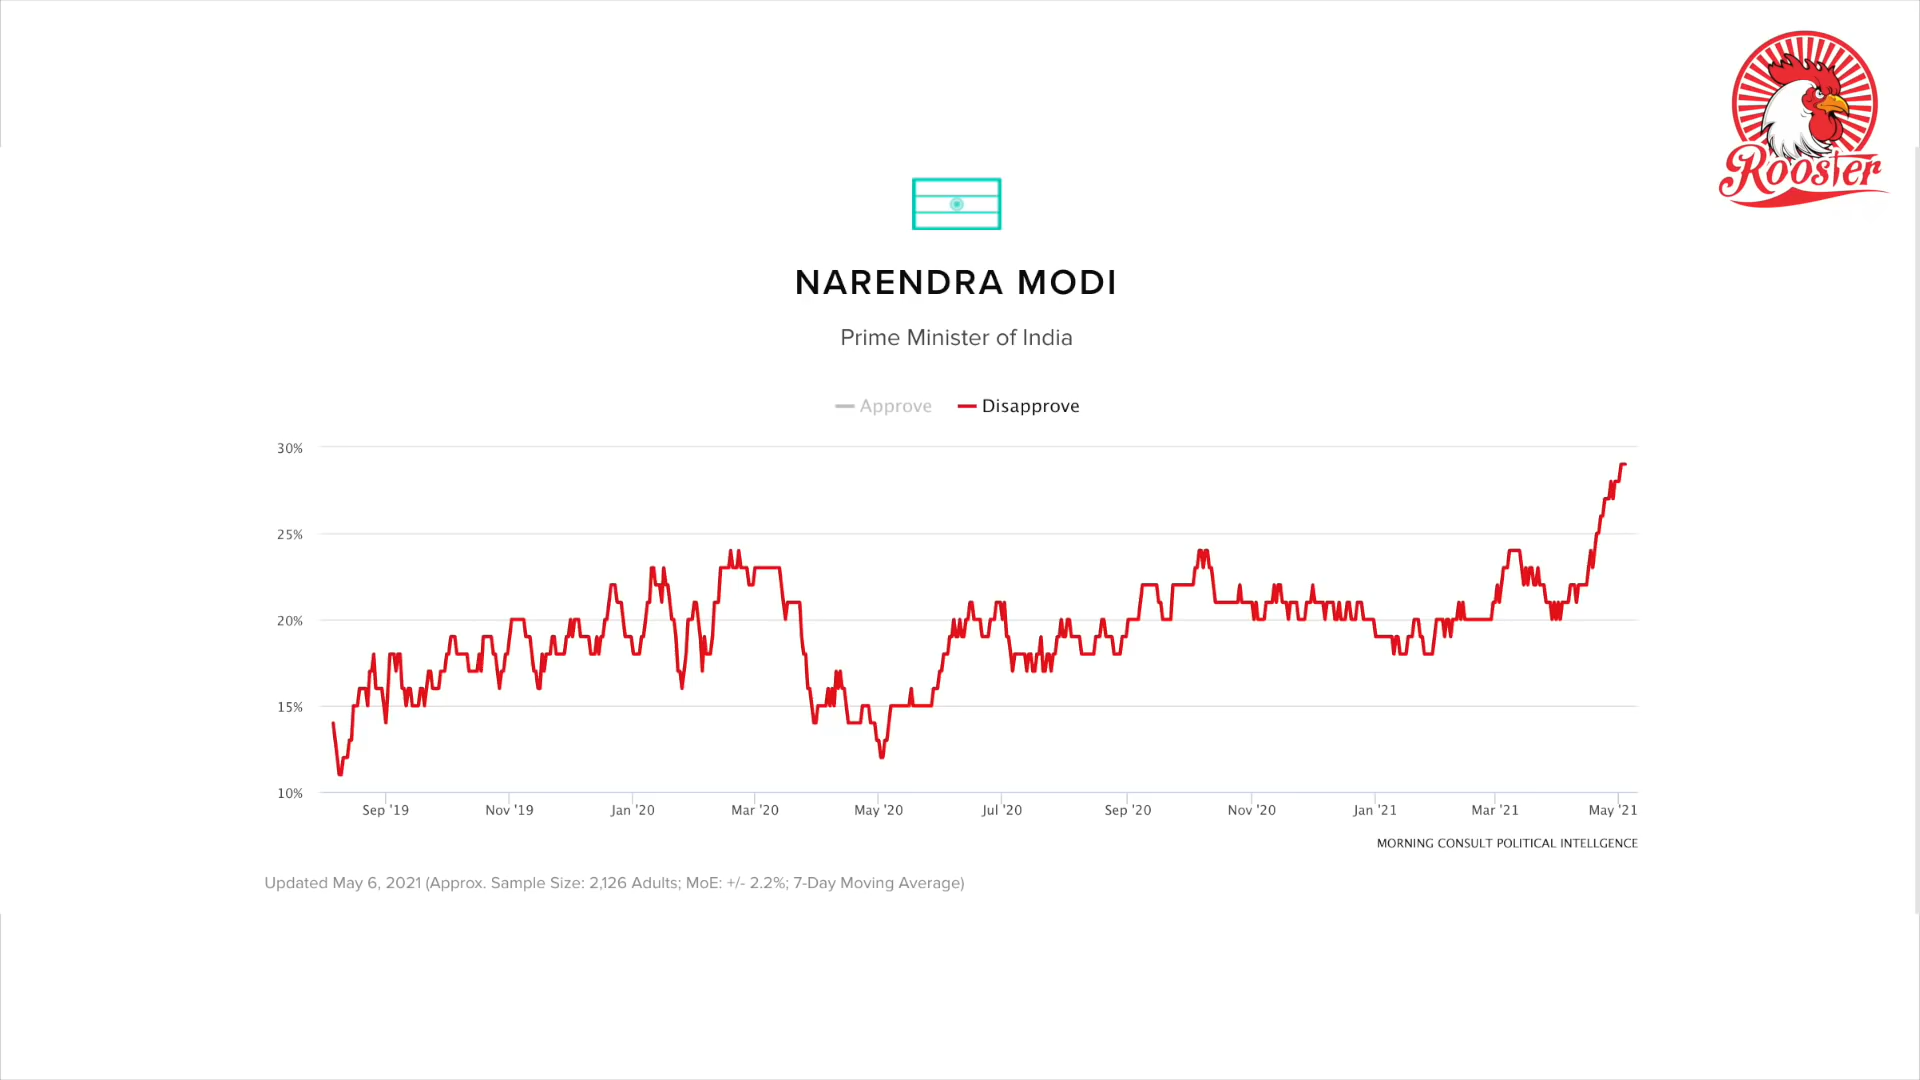 Rooster
NARENDRA MODI
Prime Minister of India
Approve Disapprove
30%
25%
20%
15%
10%
Sep '19 Nov '19 Jan '20 Mar '20 May '20 Jul '20 Sep '20 Nov '20 Jan '21 Mar '21 May '21
MORNING CONSULT POLITICAL INTELLGENCE
Updated May 6, 2021 (Approx. Sample Size: 2,126 Adults; MoE: +/- 2.2%; 7-Day Moving Average)